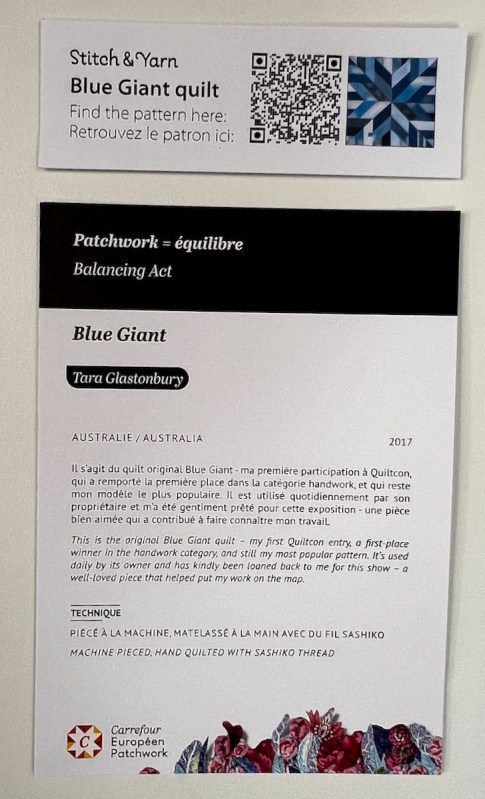 Stitch & Yarn
Blue Giant quilt
Find the pattern here:
Retrouvez le patron ici:
Patchwork = équilibre
Balancing Act
Blue Giant
Tara Glastonbury
AUSTRALIE / AUSTRALIA
2017
Il s'agit du quilt original Blue Giant - ma première participation à Quiltcon,
qui a remporté la première place dans la catégorie handwork, et qui reste
mon modèle le plus populaire. Il est utilisé quotidiennement par son
propriétaire et m'a été gentiment prêté pour cette exposition - une pièce
bien aimée qui a contribué à faire connaître mon travail.
This is the original Blue Giant quilt – my first Quiltcon entry, a first-place
winner in the handwork category, and still my most popular pattern. It's used
daily by its owner and has kindly been loaned back to me for this show – a
well-loved piece that helped put my work on the map.
TECHNIQUE
PIÉCÉ À LA MACHINE, MATELASSÉ À LA MAIN AVEC DU FIL SASHIKO
MACHINE PIECED, HAND QUILTED WITH SASHIKO THREAD
C
Carrefour
Européen
Patchwork